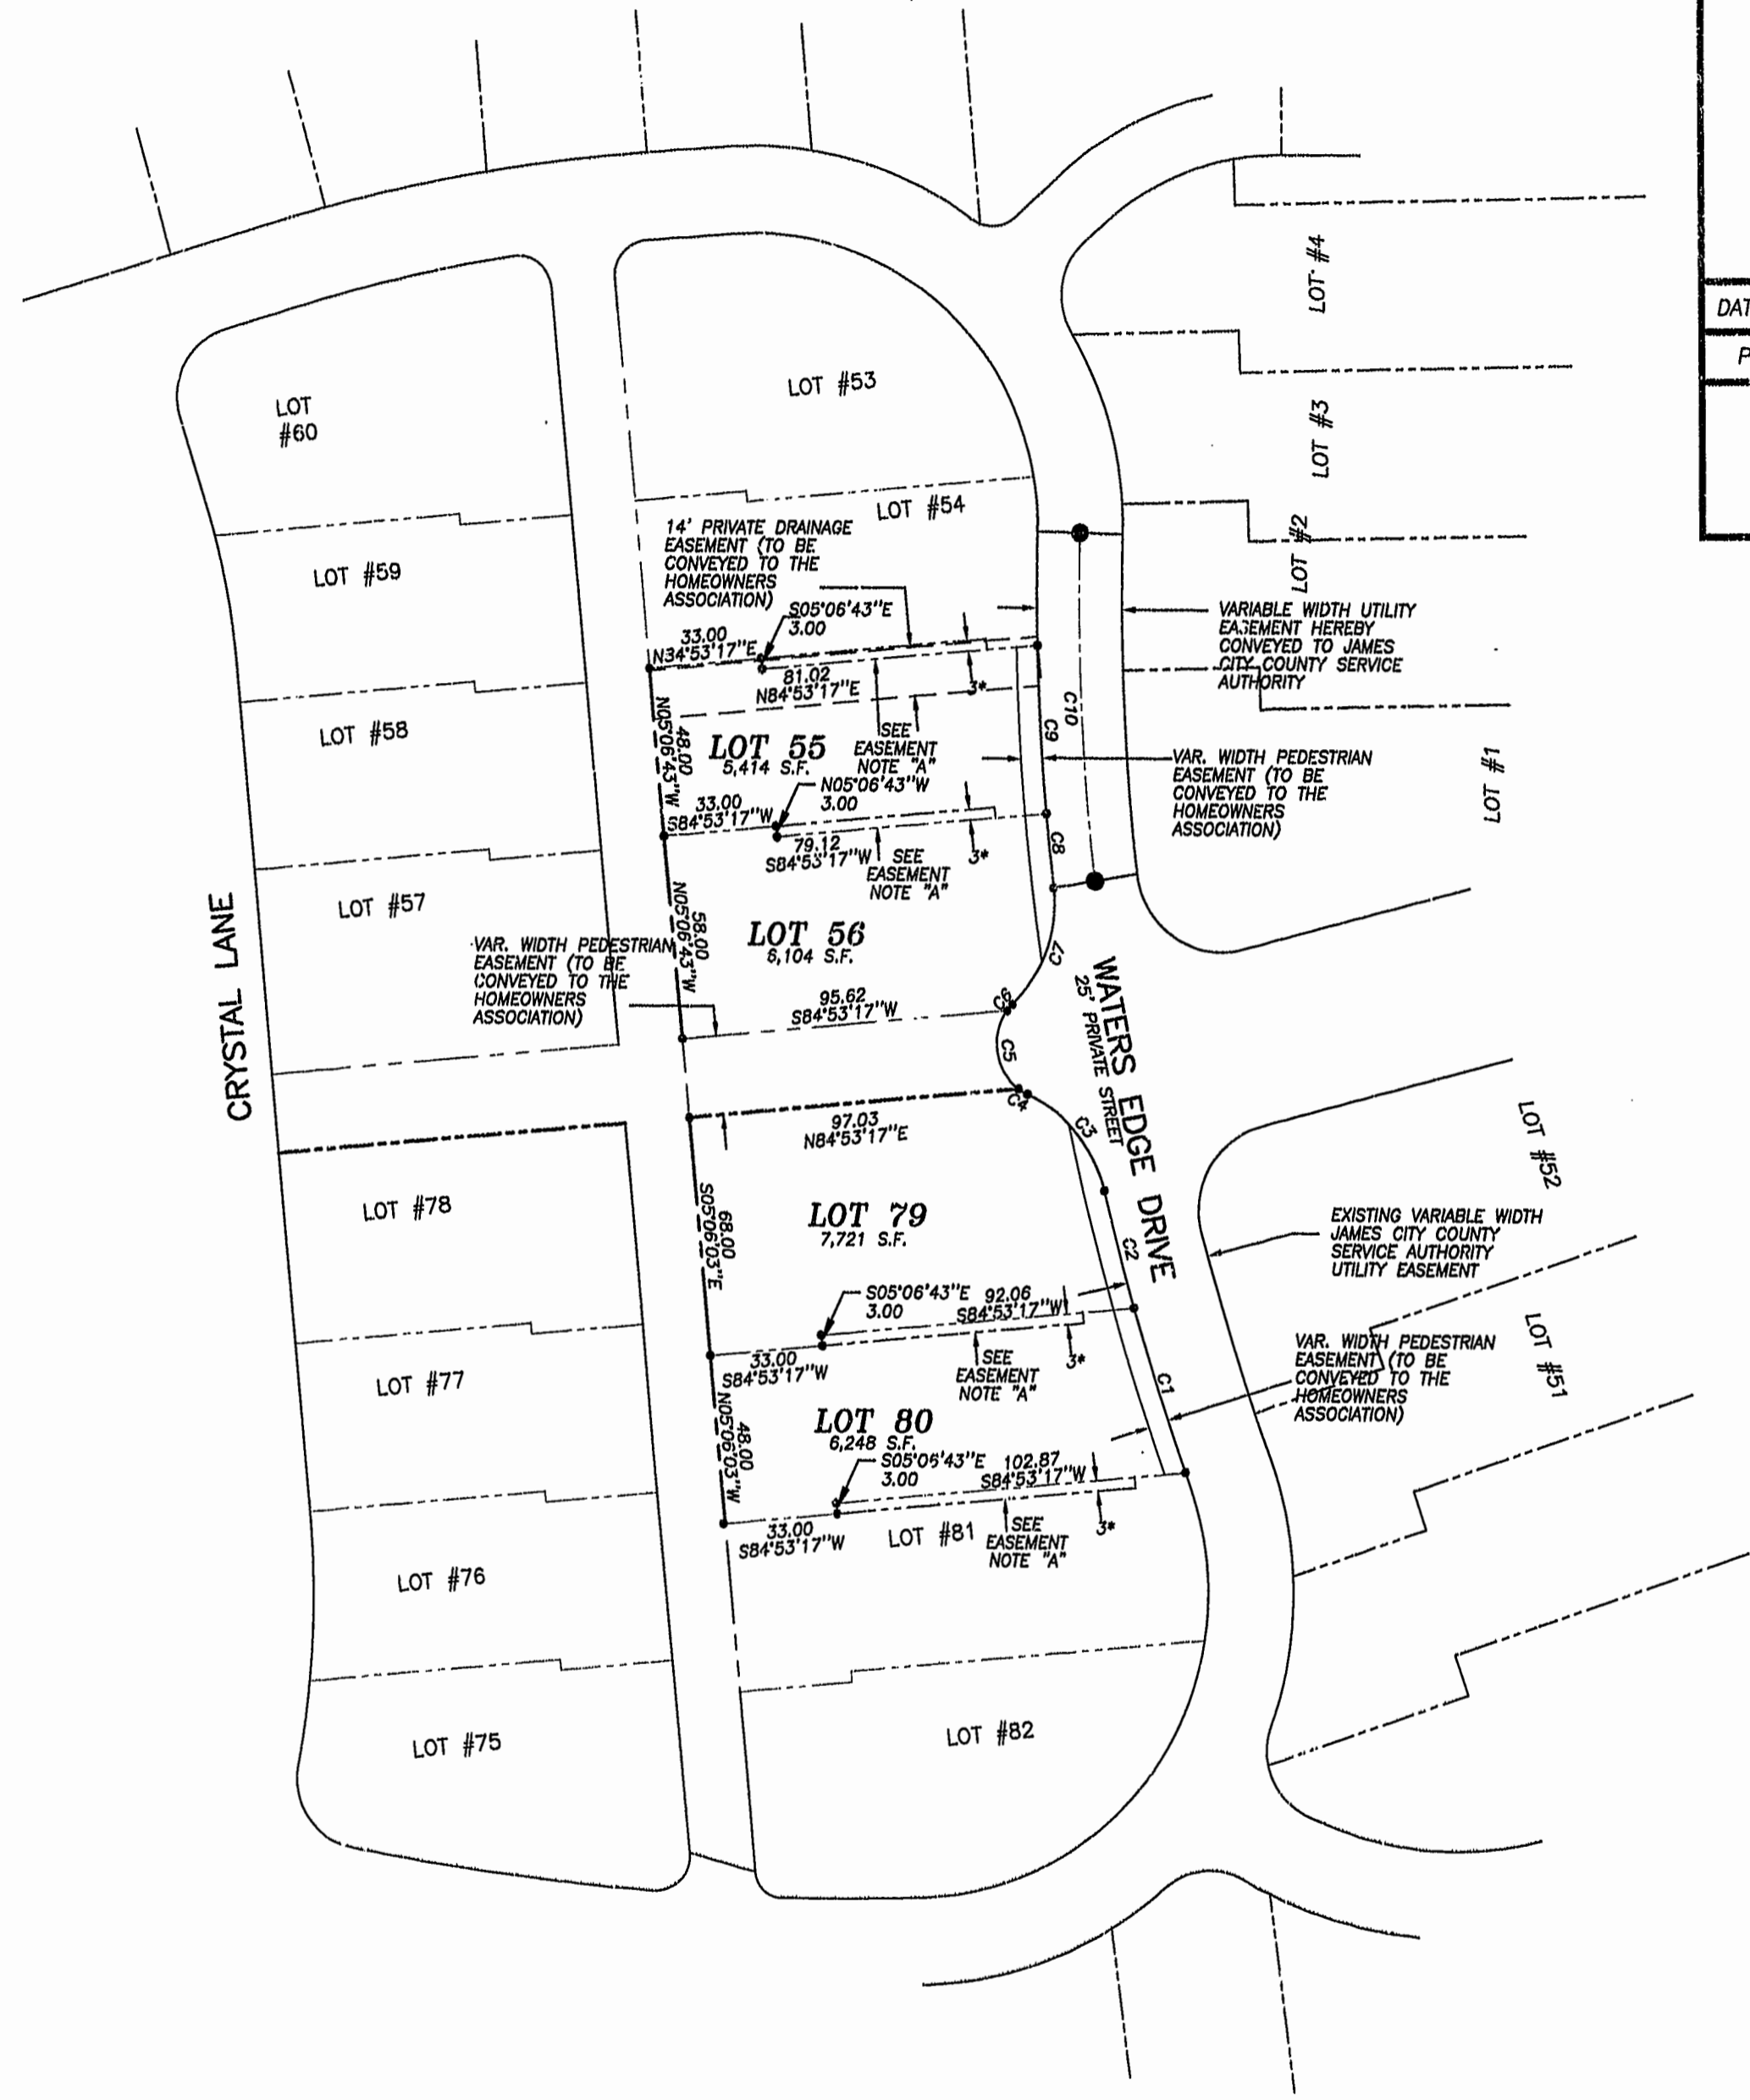 DAT
P
LOT #4
LOT #3
LOT #2
LOT #1
LOT #53
LOT
#60
LOT #54
14' PRIVATE DRAINAGE
EASEMENT (TO BE
CONVEYED TO THE
HOMEOWNERS
ASSOCIATION)
LOT #59
S05°06'43"E
3.00
33.00
N34°53'17"E
81.02
N84°53'17"E
3*
VARIABLE WIDTH UTILITY
EASEMENT HEREBY
CONVEYED TO JAMES
CITY COUNTY SERVICE
AUTHORITY
C10
C9
N05°06'43"W
48.00
LOT #58
LOT 55
5,414 S.F.
SEE
EASEMENT
NOTE "A"
VAR. WIDTH PEDESTRIAN
EASEMENT (TO BE
CONVEYED TO THE
HOMEOWNERS
ASSOCIATION)
N05°06'43"W
3.00
33.00
S84°53'17"W
79.12
S84°53'17"W
SEE
EASEMENT
NOTE "A"
3*
C8
LOT #57
CRYSTAL LANE
N05°06'43"W
58.00
LOT 56
6,104 S.F.
VAR. WIDTH PEDESTRIAN
EASEMENT (TO BE
CONVEYED TO THE
HOMEOWNERS
ASSOCIATION)
C7
C6
95.62
S84°53'17"W
C5
C4
WATERS EDGE DRIVE
25' PRIVATE STREET
97.03
N84°53'17"E
C3
LOT #52
LOT #78
S05°06'03"E
68.00
LOT 79
7,721 S.F.
C2
EXISTING VARIABLE WIDTH
JAMES CITY COUNTY
SERVICE AUTHORITY
UTILITY EASEMENT
S05°06'43"E
3.00
92.06
S84°53'17"W
33.00
S84°53'17"W
SEE
EASEMENT
NOTE "A"
3*
LOT #51
VAR. WIDTH PEDESTRIAN
EASEMENT (TO BE
CONVEYED TO THE
HOMEOWNERS
ASSOCIATION)
LOT #77
C1
N05°06'03"W
48.00
LOT 80
6,248 S.F.
S05°06'43"E
3.00
102.87
S84°53'17"W
33.00
S84°53'17"W
LOT #81
SEE
EASEMENT
NOTE "A"
3*
LOT #76
LOT #75
LOT #82